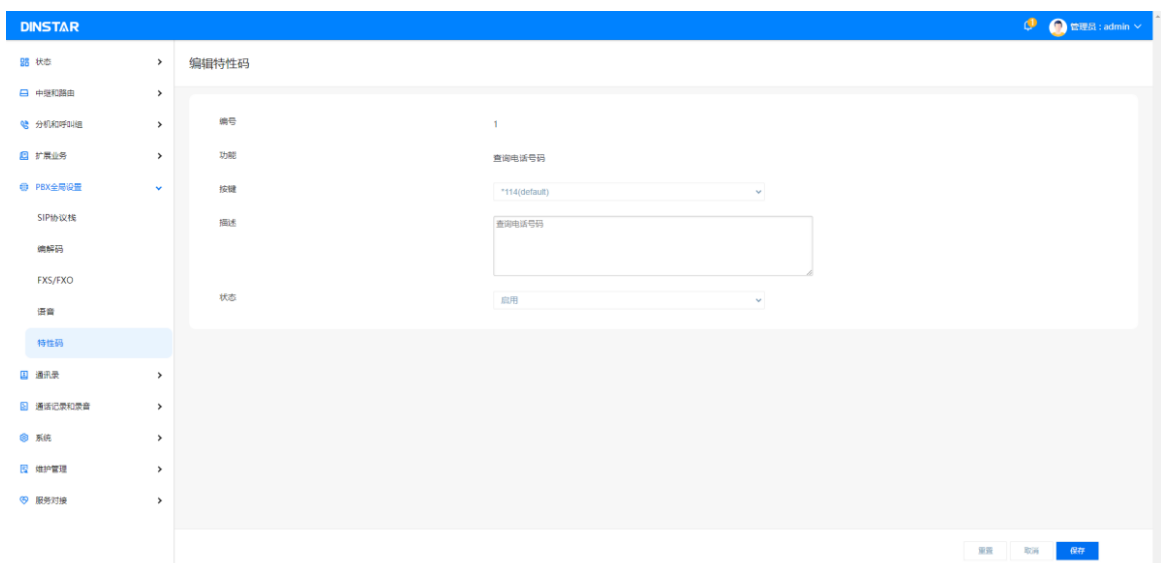 DINSTAR
管理员 : admin
状态
中继和路由
分机和呼叫组
扩展业务
PBX全局设置
SIP协议栈
编解码
FXS/FXO
语音
特性码
通讯录
通话记录和录音
系统
维护管理
服务对接
编辑特性码
编号
1
功能
查询电话号码
按键
*114(default)
描述
查询电话号码
状态
启用
重置
取消
保存